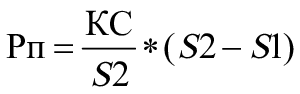 Рп = КС / S2 * (S2 − S1)